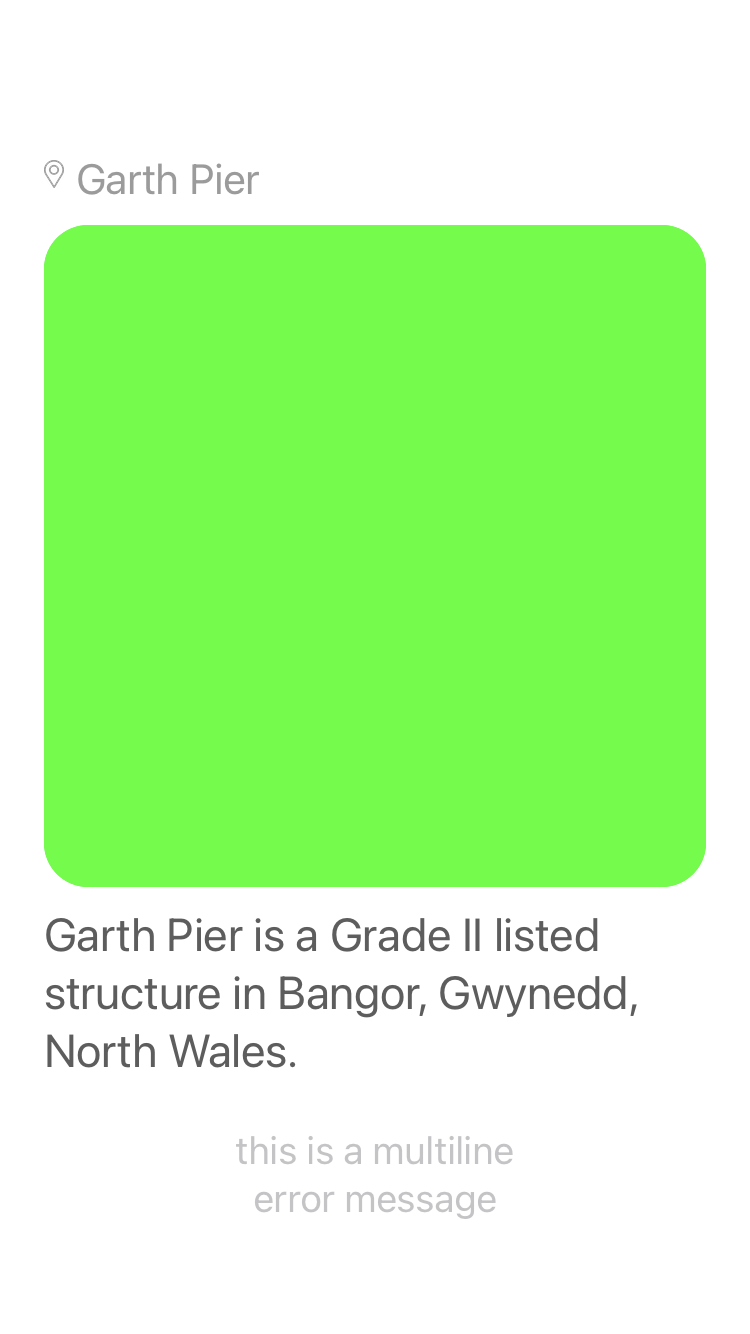 Garth Pier
Garth Pier is a Grade II listed
structure in Bangor, Gwynedd,
North Wales.
this is a multiline
error message